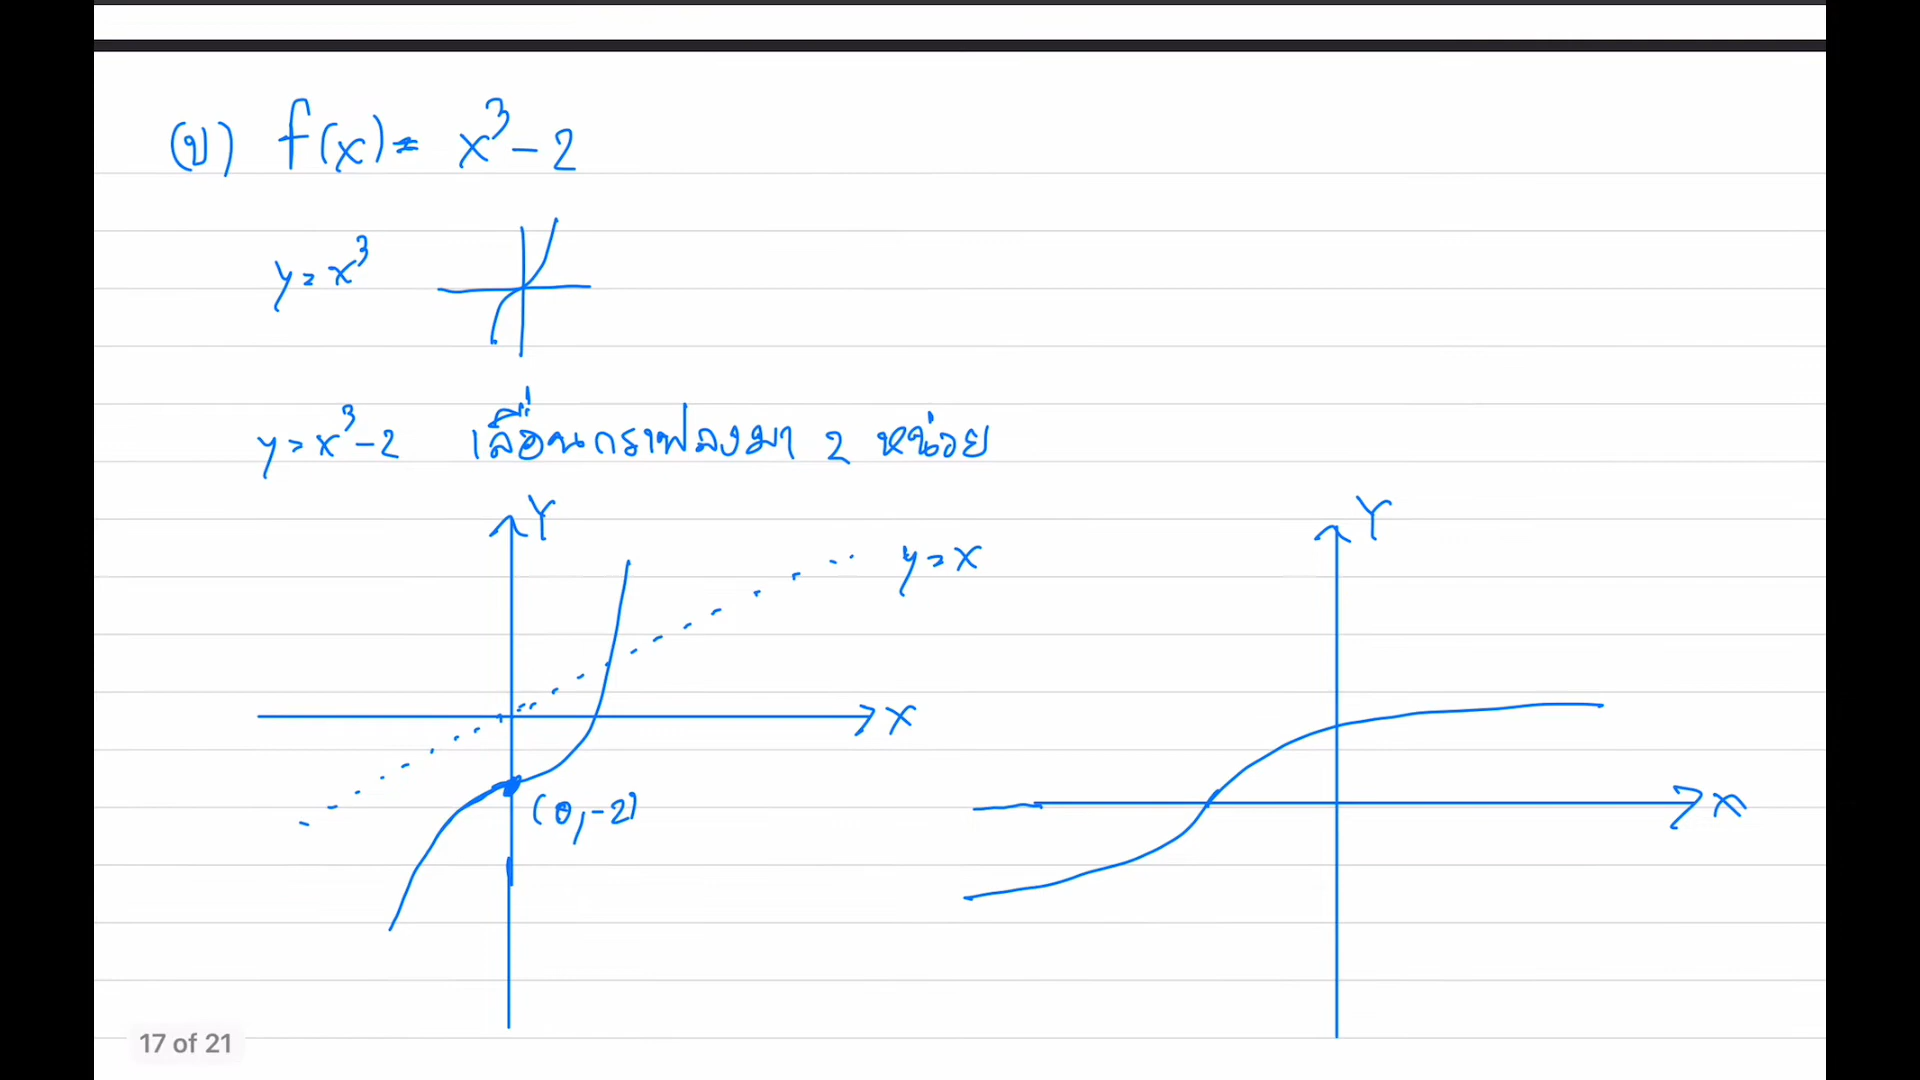 (ข) f(x) = x³ - 2
y = x³
y = x³ - 2 เลื่อนกราฟลงมา 2 หน่วย
Y
y = x
X
(0, -2)
Y
X
17 of 21